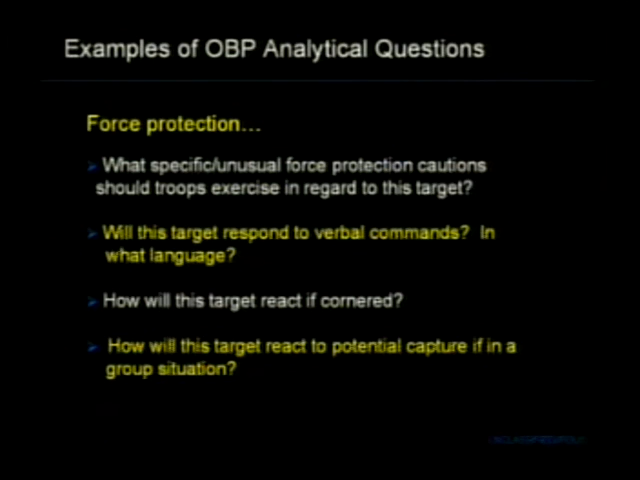 Examples of OBP Analytical Questions
Force protection…
➢ What specific/unusual force protection cautions
should troops exercise in regard to this target?
➢ Will this target respond to verbal commands? In
what language?
➢ How will this target react if cornered?
➢ How will this target react to potential capture if in a
group situation?